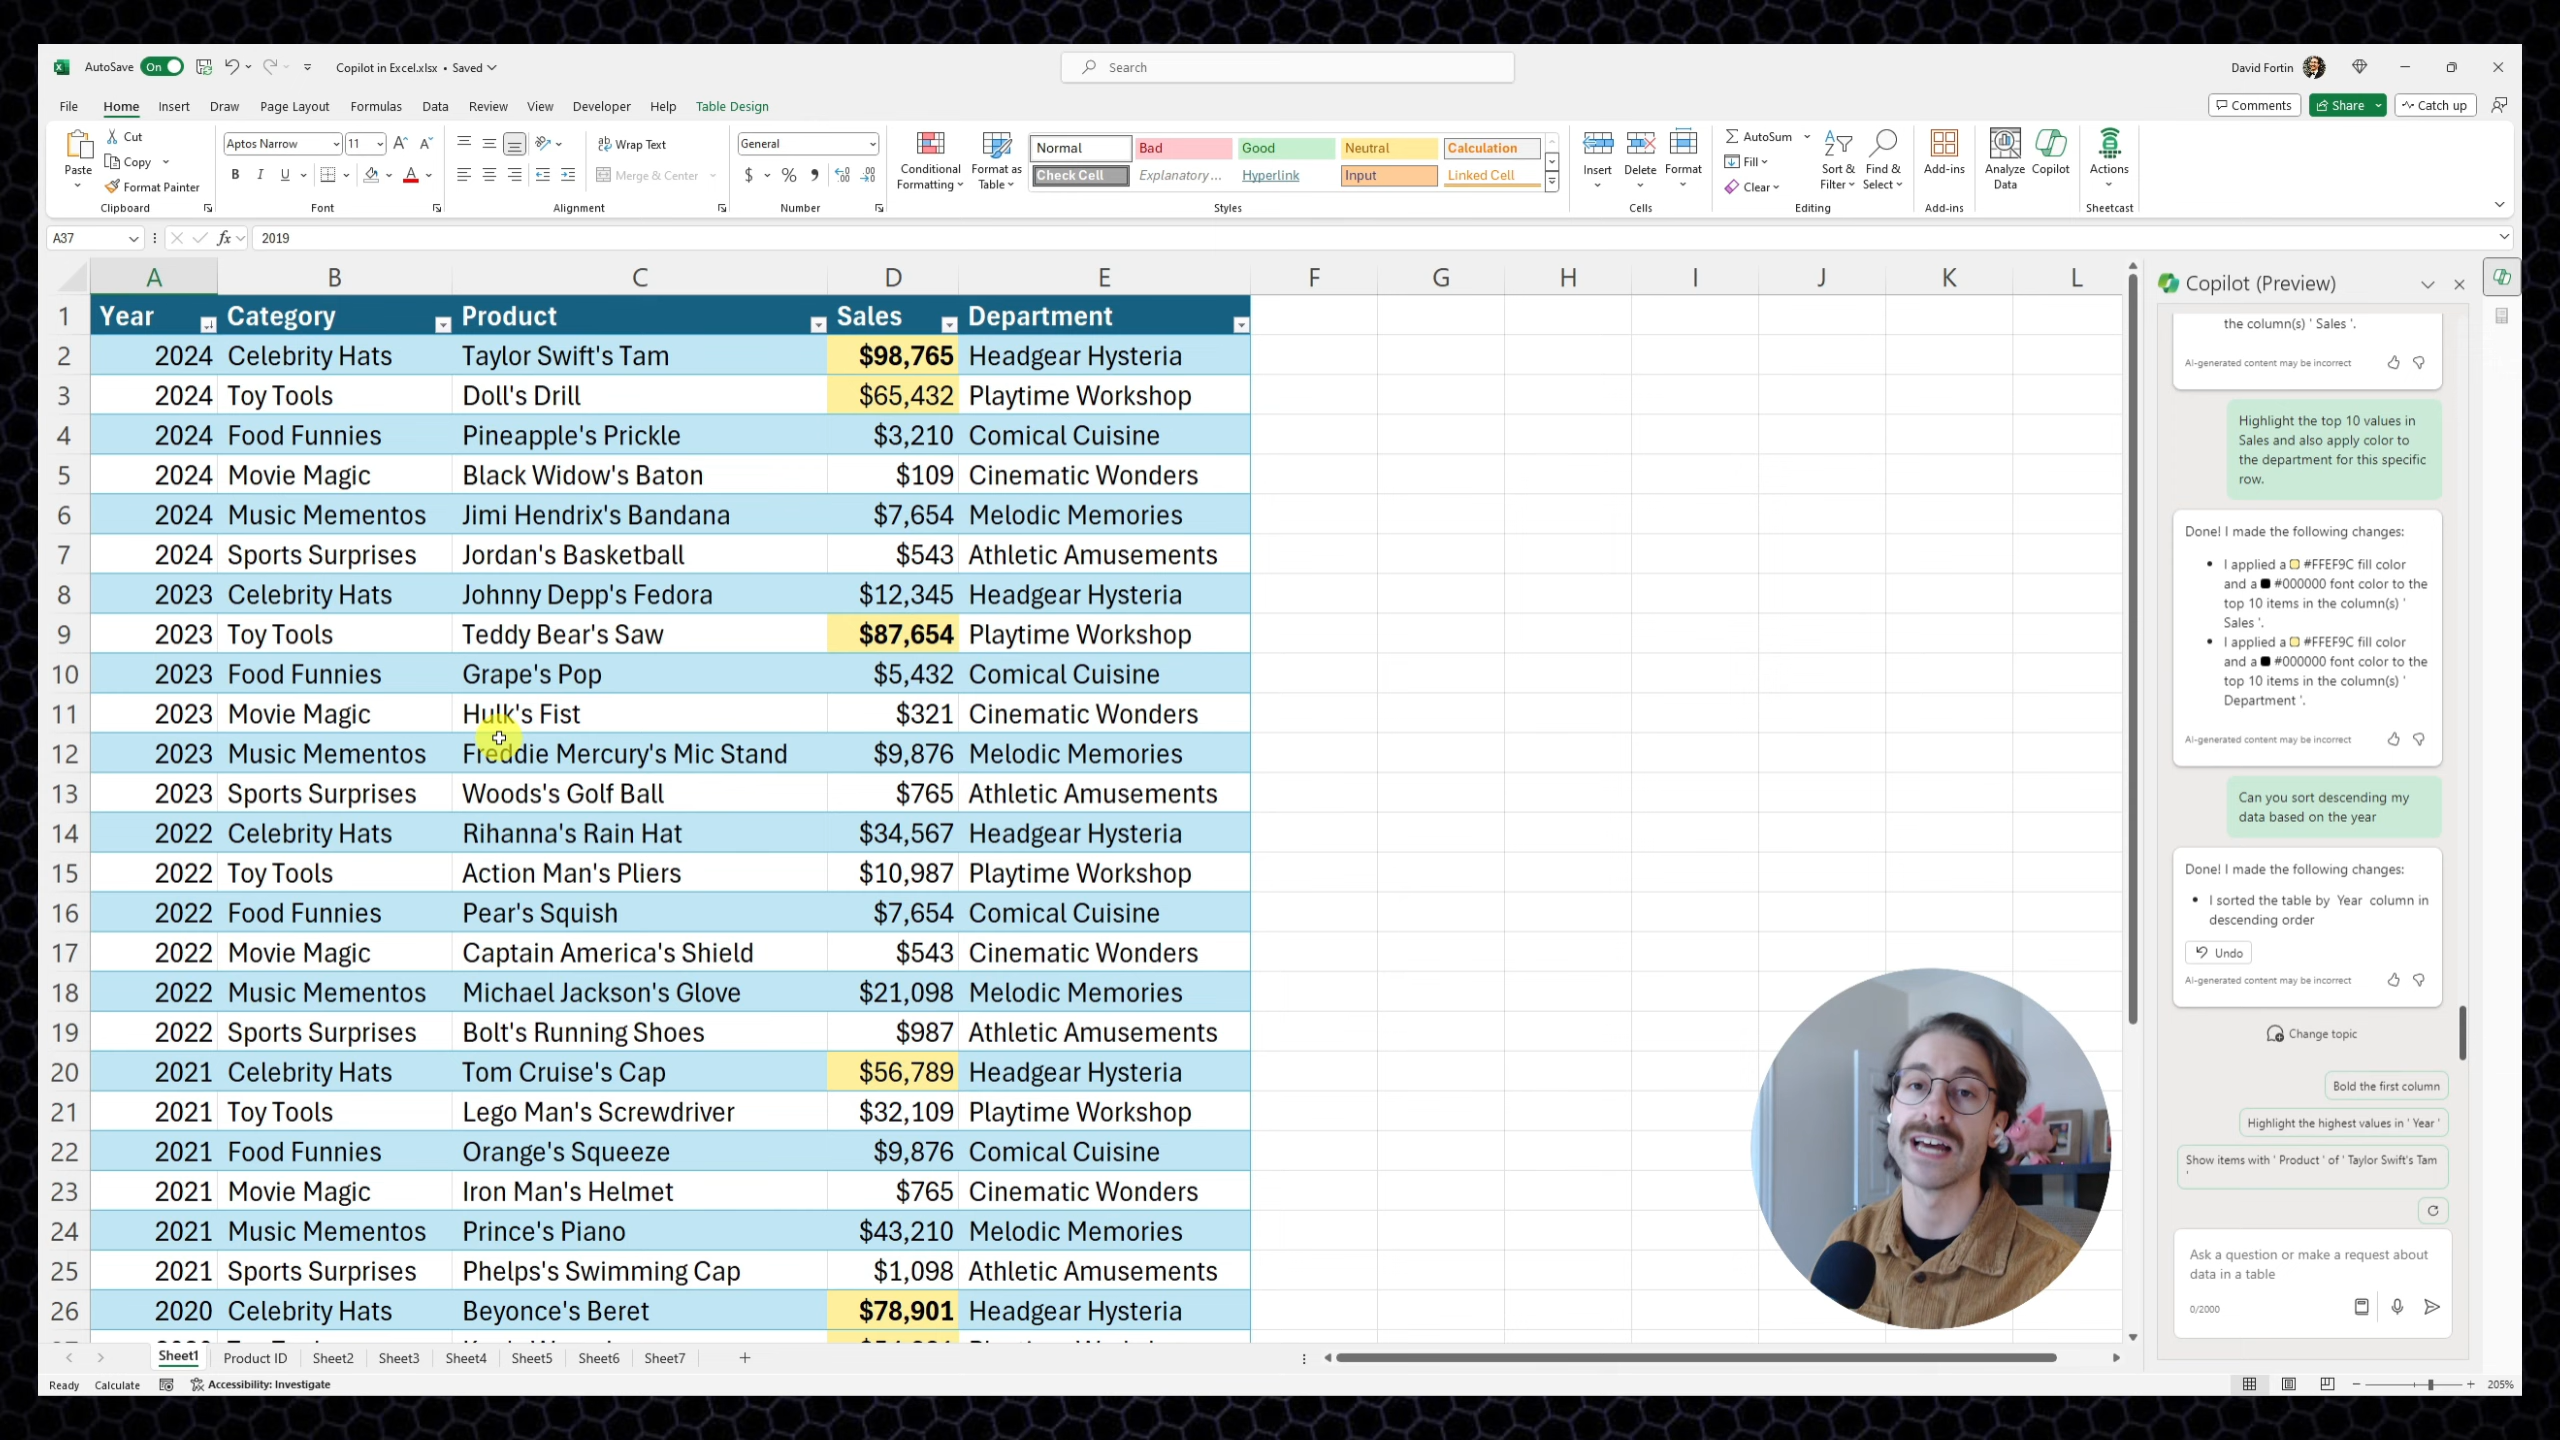 AutoSave On Copilot in Excel.xlsx • Saved Search David Fortin
File Home Insert Draw Page Layout Formulas Data Review View Developer Help Table Design Comments Share Catch up
Paste Cut Copy Format Painter Clipboard
Aptos Narrow 11 B I U A Font
Wrap Text Merge & Center Alignment
General $ % Number
Conditional Formatting Format as Table
Normal Bad Good Neutral Calculation
Check Cell Explanatory... Hyperlink Input Linked Cell
Styles
Insert Delete Format Cells
AutoSum Fill Clear Sort & Filter Find & Select Editing
Add-ins Add-ins
Analyze Data Copilot
Actions Sheetcast
A37 fx 2019
A B C D E F G H I J K L
1 Year Category Product Sales Department
2 2024 Celebrity Hats Taylor Swift's Tam $98,765 Headgear Hysteria
3 2024 Toy Tools Doll's Drill $65,432 Playtime Workshop
4 2024 Food Funnies Pineapple's Prickle $3,210 Comical Cuisine
5 2024 Movie Magic Black Widow's Baton $109 Cinematic Wonders
6 2024 Music Mementos Jimi Hendrix's Bandana $7,654 Melodic Memories
7 2024 Sports Surprises Jordan's Basketball $543 Athletic Amusements
8 2023 Celebrity Hats Johnny Depp's Fedora $12,345 Headgear Hysteria
9 2023 Toy Tools Teddy Bear's Saw $87,654 Playtime Workshop
10 2023 Food Funnies Grape's Pop $5,432 Comical Cuisine
11 2023 Movie Magic Hulk's Fist $321 Cinematic Wonders
12 2023 Music Mementos Freddie Mercury's Mic Stand $9,876 Melodic Memories
13 2023 Sports Surprises Woods's Golf Ball $765 Athletic Amusements
14 2022 Celebrity Hats Rihanna's Rain Hat $34,567 Headgear Hysteria
15 2022 Toy Tools Action Man's Pliers $10,987 Playtime Workshop
16 2022 Food Funnies Pear's Squish $7,654 Comical Cuisine
17 2022 Movie Magic Captain America's Shield $543 Cinematic Wonders
18 2022 Music Mementos Michael Jackson's Glove $21,098 Melodic Memories
19 2022 Sports Surprises Bolt's Running Shoes $987 Athletic Amusements
20 2021 Celebrity Hats Tom Cruise's Cap $56,789 Headgear Hysteria
21 2021 Toy Tools Lego Man's Screwdriver $32,109 Playtime Workshop
22 2021 Food Funnies Orange's Squeeze $9,876 Comical Cuisine
23 2021 Movie Magic Iron Man's Helmet $765 Cinematic Wonders
24 2021 Music Mementos Prince's Piano $43,210 Melodic Memories
25 2021 Sports Surprises Phelps's Swimming Cap $1,098 Athletic Amusements
26 2020 Celebrity Hats Beyonce's Beret $78,901 Headgear Hysteria
Sheet1 Product ID Sheet2 Sheet3 Sheet4 Sheet5 Sheet6 Sheet7 +
Ready Calculate Accessibility: Investigate 205%
Copilot (Preview)
the column(s) ' Sales '.
AI-generated content may be incorrect
Highlight the top 10 values in
Sales and also apply color to
the department for this specific
row.
Done! I made the following changes:
• I applied a #FFEF9C fill color
and a #000000 font color to the
top 10 items in the column(s) '
Sales '.
• I applied a #FFEF9C fill color
and a #000000 font color to the
top 10 items in the column(s) '
Department '.
AI-generated content may be incorrect
Can you sort descending my
data based on the year
Done! I made the following changes:
• I sorted the table by Year column in
descending order
Undo
AI-generated content may be incorrect
Change topic
Bold the first column
Highlight the highest values in ' Year '
Show items with ' Product ' of ' Taylor Swift's Tam
'
Ask a question or make a request about
data in a table
0/2000